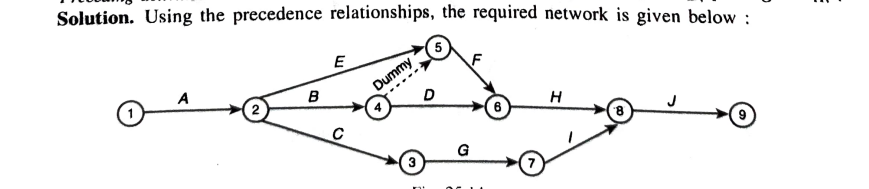 Solution. Using the precedence relationships, the required network is given below :
5
E
F
Dummy
A
B
D
H
J
1
2
4
6
8
9
C
G
I
3
7